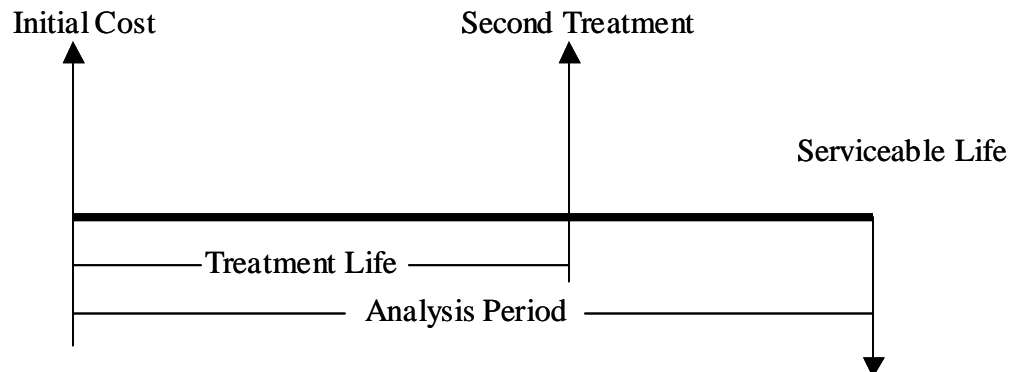 Initial Cost
Second Treatment
Serviceable Life
Treatment Life
Analysis Period